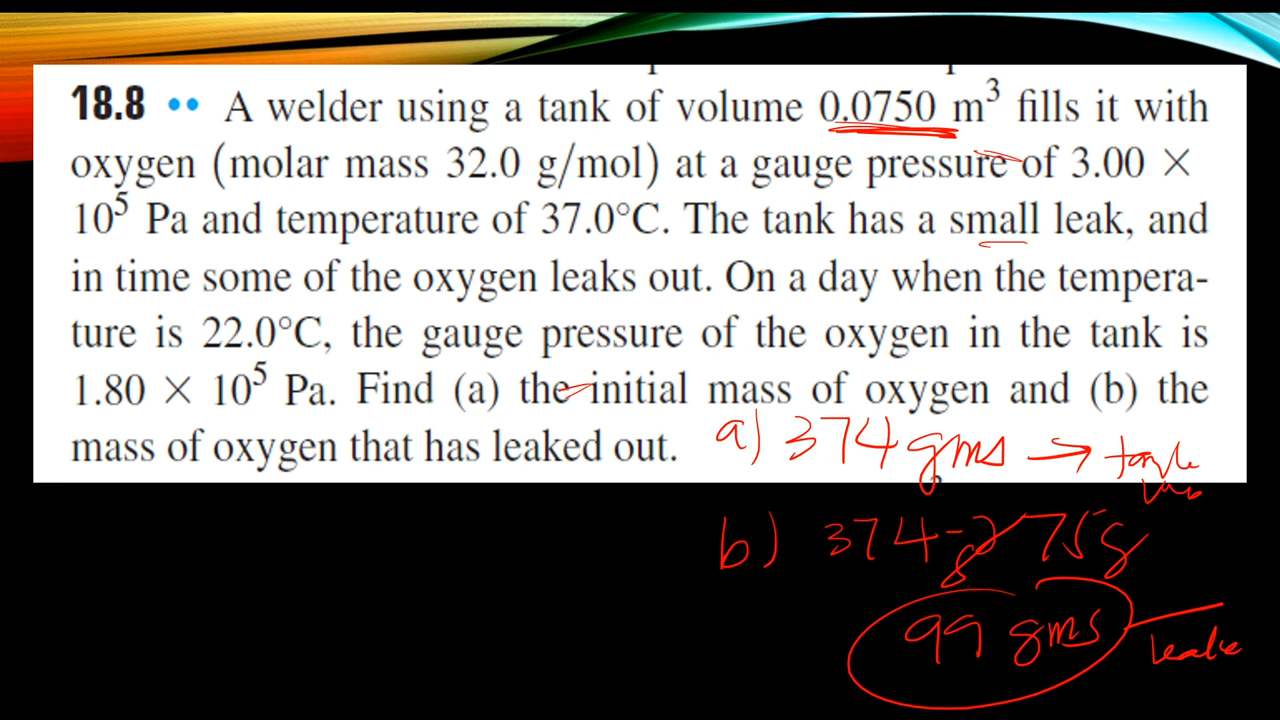 18.8 •• A welder using a tank of volume 0.0750 m³ fills it with
oxygen (molar mass 32.0 g/mol) at a gauge pressure of 3.00 ×
10⁵ Pa and temperature of 37.0°C. The tank has a small leak, and
in time some of the oxygen leaks out. On a day when the tempera-
ture is 22.0°C, the gauge pressure of the oxygen in the tank is
1.80 × 10⁵ Pa. Find (a) the initial mass of oxygen and (b) the
mass of oxygen that has leaked out.
a) 374 gms →
b) 374g - 275g
99 gms